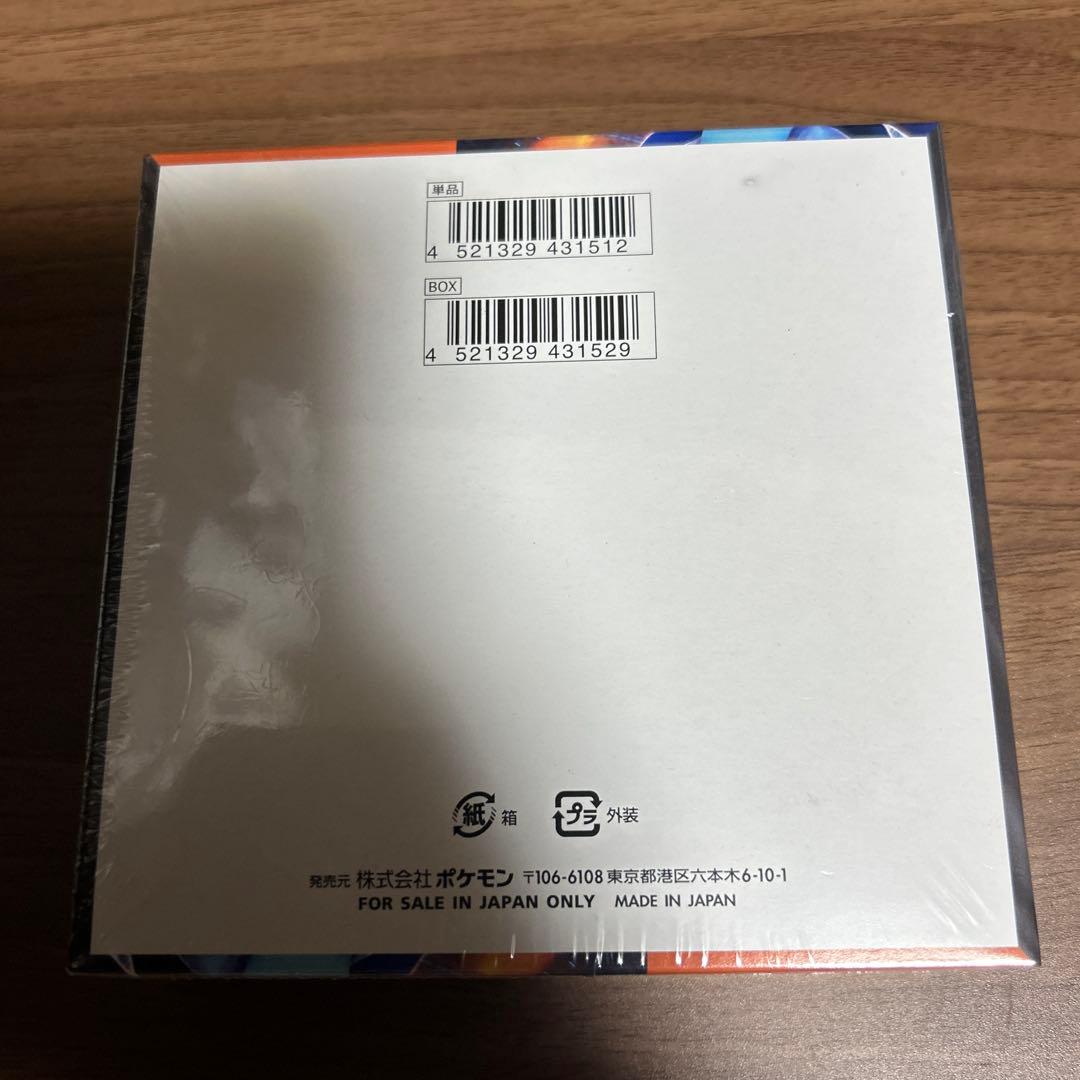 単品
4 521329 431512
BOX
4 521329 431529
紙 箱 プラ 外装
発売元 株式会社 ポケモン 〒106-6108 東京都港区六本木6-10-1
FOR SALE IN JAPAN ONLY MADE IN JAPAN